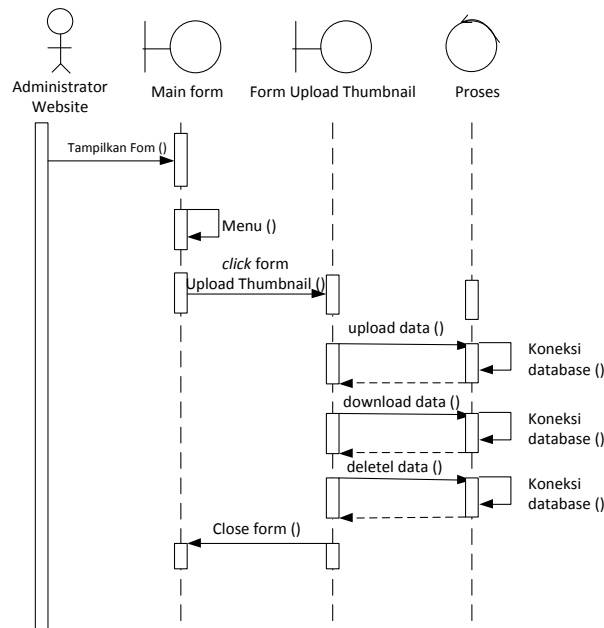 Administrator
Website
Main form
Form Upload Thumbnail
Proses
Tampilkan Fom ()
Menu ()
click form
Upload Thumbnail ()
upload data ()
Koneksi
database ()
download data ()
Koneksi
database ()
deletel data ()
Koneksi
database ()
Close form ()